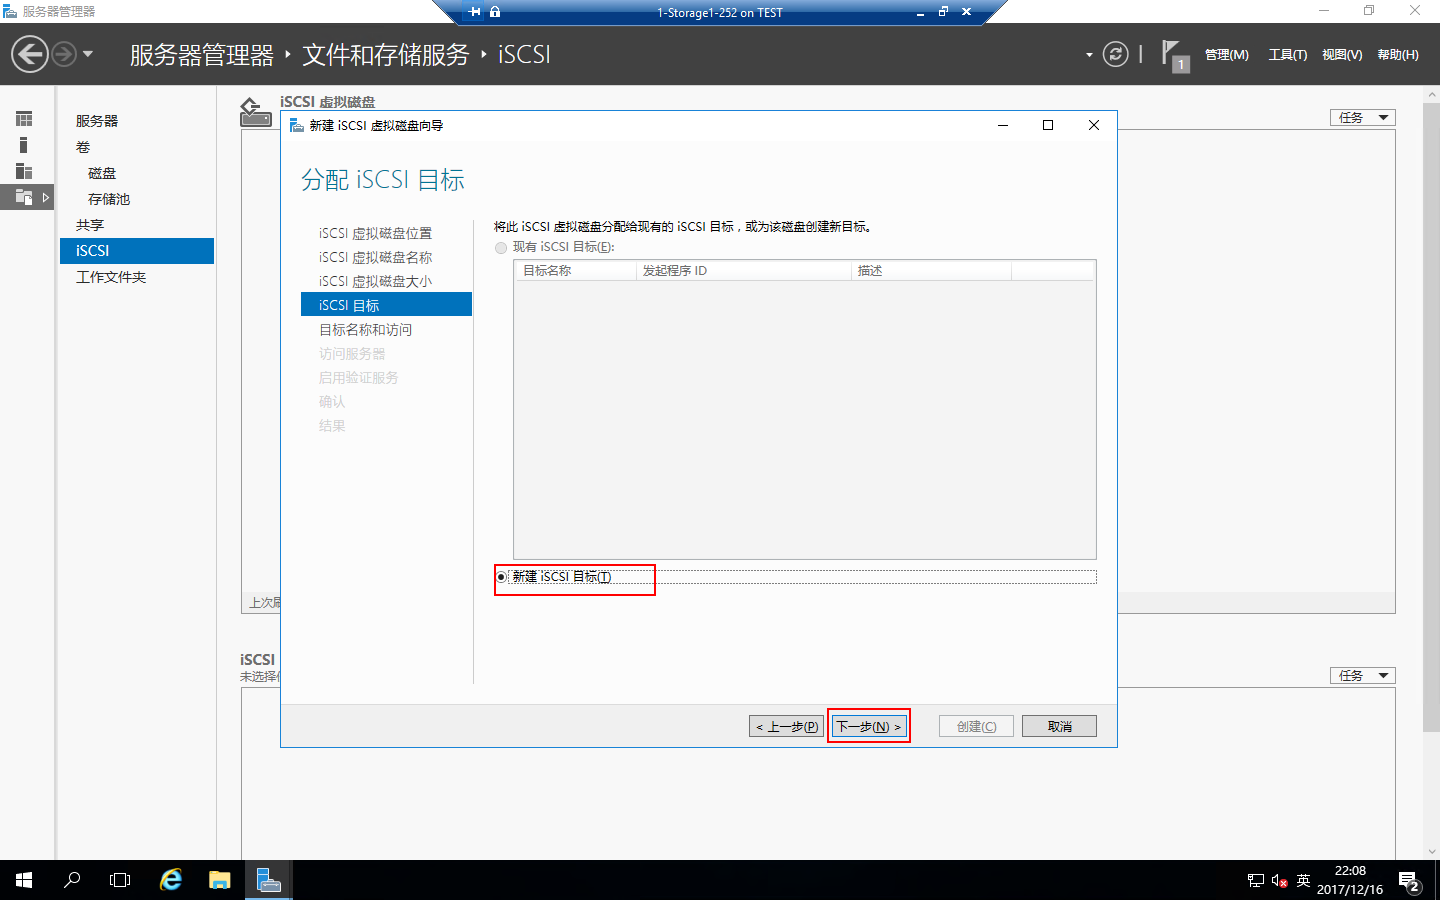 服务器管理器
1-Storage1-252 on TEST
服务器管理器 文件和存储服务 iSCSI
1
管理(M) 工具(T) 视图(V) 帮助(H)
服务器
卷
磁盘
存储池
共享
iSCSI
工作文件夹
iSCSI 虚拟磁盘
任务
上次刷
iSCSI
未选择
任务
新建 iSCSI 虚拟磁盘向导
分配 iSCSI 目标
iSCSI 虚拟磁盘位置
iSCSI 虚拟磁盘名称
iSCSI 虚拟磁盘大小
iSCSI 目标
目标名称和访问
访问服务器
启用验证服务
确认
结果
将此 iSCSI 虚拟磁盘分配给现有的 iSCSI 目标，或为该磁盘创建新目标。
现有 iSCSI 目标(E):
目标名称 发起程序 ID 描述
新建 iSCSI 目标(T)
< 上一步(P) 下一步(N) > 创建(C) 取消
英
22:08
2017/12/16
2